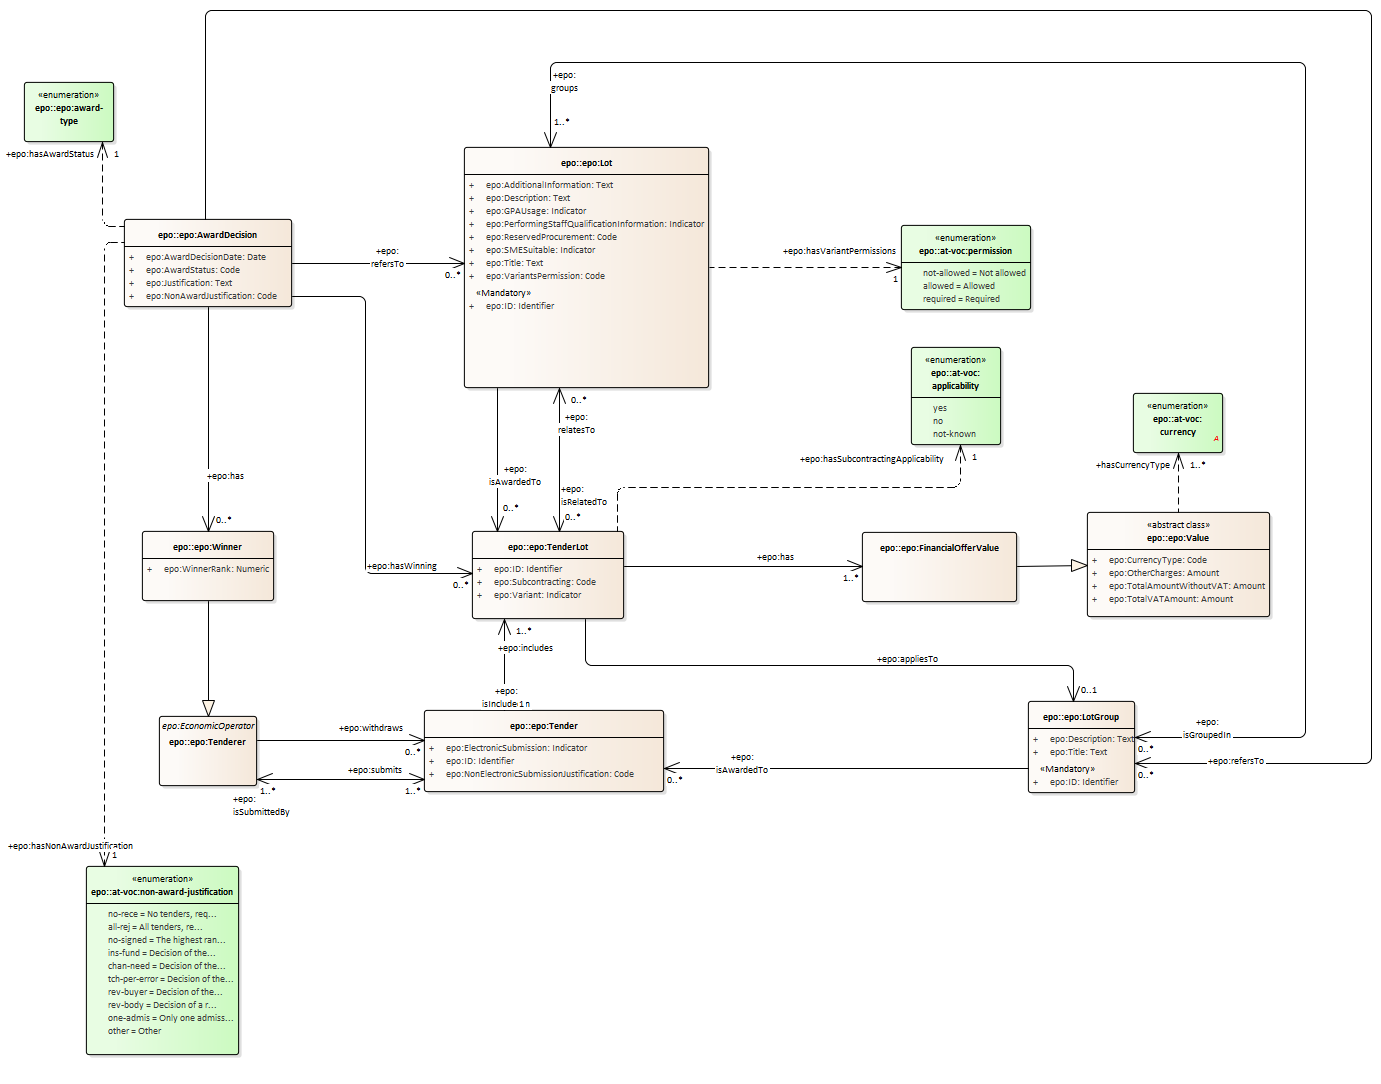 +epo:
groups
1..*
«enumeration»
epo::epo:award-
type
+epo:hasAwardStatus
1
epo::epo:AwardDecision
+ epo:AwardDecisionDate: Date
+ epo:AwardStatus: Code
+ epo:Justification: Text
+ epo:NonAwardJustification: Code
+epo:
refersTo
0..*
epo::epo:Lot
+ epo:AdditionalInformation: Text
+ epo:Description: Text
+ epo:GPAUsage: Indicator
+ epo:PerformingStaffQualificationInformation: Indicator
+ epo:ReservedProcurement: Code
+ epo:SMESuitable: Indicator
+ epo:Title: Text
+ epo:VariantsPermission: Code
«Mandatory»
+ epo:ID: Identifier
+epo:hasVariantPermissions
1
«enumeration»
epo::at-voc:permission
not-allowed = Not allowed
allowed = Allowed
required = Required
«enumeration»
epo::at-voc:
applicability
yes
no
not-known
+epo:hasSubcontractingApplicability
1
«enumeration»
epo::at-voc:
currency
A
+hasCurrencyType
1..*
0..*
+epo:
relatesTo
+epo:
isAwardedTo
0..*
+epo:
isRelatedTo
0..*
+epo:has
0..*
epo::epo:Winner
+ epo:WinnerRank: Numeric
+epo:hasWinning
0..*
epo::epo:TenderLot
+ epo:ID: Identifier
+ epo:Subcontracting: Code
+ epo:Variant: Indicator
+epo:has
1..*
epo::epo:FinancialOfferValue
«abstract class»
epo::epo:Value
+ epo:CurrencyType: Code
+ epo:OtherCharges: Amount
+ epo:TotalAmountWithoutVAT: Amount
+ epo:TotalVATAmount: Amount
1..*
+epo:includes
+epo:
isInclude 1 n
+epo:appliesTo
0..1
epo:EconomicOperator
epo::epo:Tenderer
+epo:withdraws
0..*
+epo:submits
1..*
1..*
+epo:
isSubmittedBy
epo::epo:Tender
+ epo:ElectronicSubmission: Indicator
+ epo:ID: Identifier
+ epo:NonElectronicSubmissionJustification: Code
+epo:
isAwardedTo
0..*
epo::epo:LotGroup
+ epo:Description: Text
+ epo:Title: Text
«Mandatory»
+ epo:ID: Identifier
+epo:
isGroupedIn
0..*
+epo:refersTo
0..*
+epo:hasNonAwardJustification
1
«enumeration»
epo::at-voc:non-award-justification
no-rece = No tenders, req...
all-rej = All tenders, re...
no-signed = The highest ran...
ins-fund = Decision of the...
chan-need = Decision of the...
tch-per-error = Decision of the...
rev-buyer = Decision of the...
rev-body = Decision of a r...
one-admis = Only one admiss...
other = Other